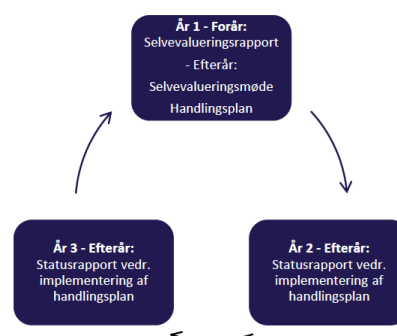 År 1 - Forår:
Selvevalueringsrapport
- Efterår:
Selvevalueringsmøde
Handlingsplan
År 3 - Efterår:
Statusrapport vedr.
implementering af
handlingsplan
År 2 - Efterår:
Statusrapport vedr.
implementering af
handlingsplan